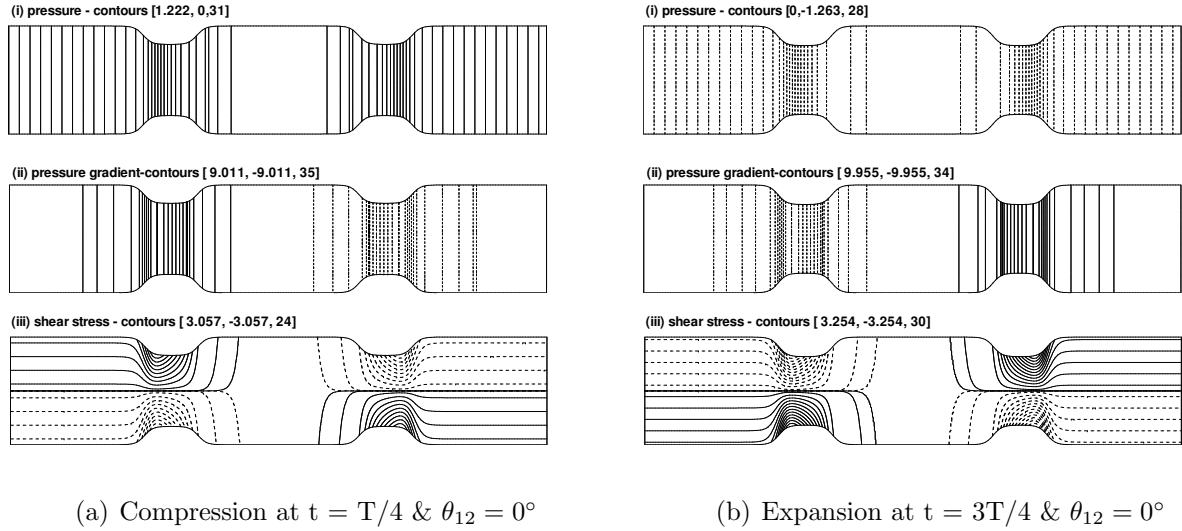 (i) pressure - contours [1.222, 0,31]
(ii) pressure gradient-contours [ 9.011, -9.011, 35]
(iii) shear stress - contours [ 3.057, -3.057, 24]
(a) Compression at t = T/4 & θ12 = 0°
(i) pressure - contours [0,-1.263, 28]
(ii) pressure gradient-contours [ 9.955, -9.955, 34]
(iii) shear stress - contours [ 3.254, -3.254, 30]
(b) Expansion at t = 3T/4 & θ12 = 0°